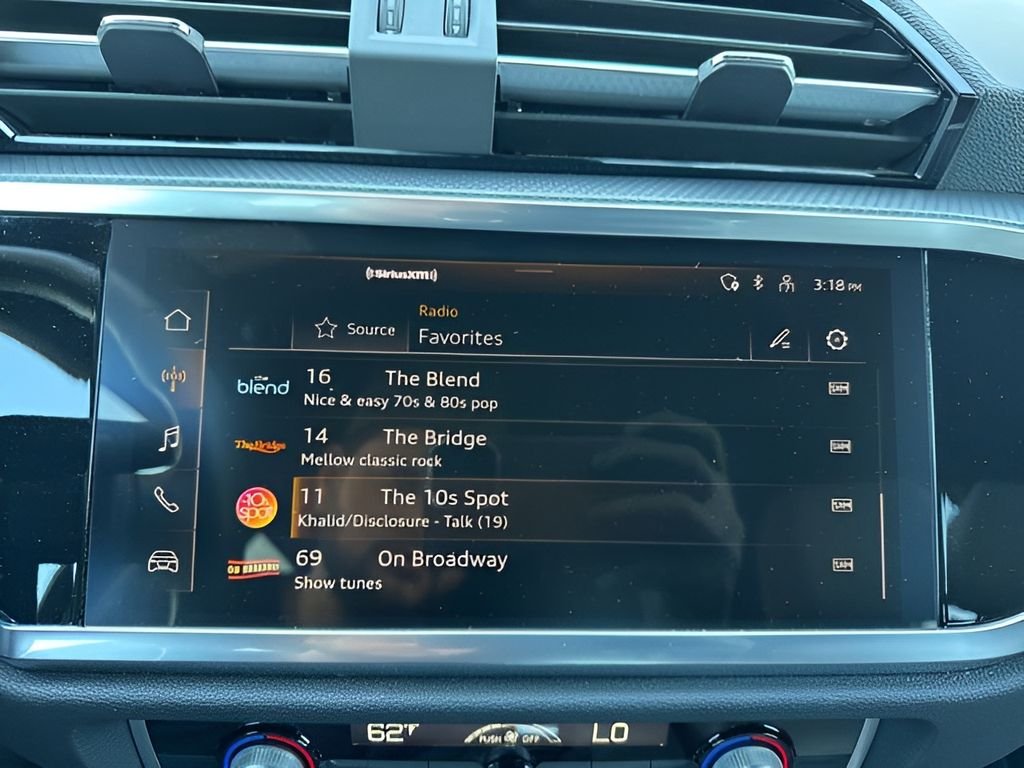 ((SiriusXM))
3:18 PM
Radio
Source
Favorites
blend
16 The Blend
Nice & easy 70s & 80s pop
The Bridge
14 The Bridge
Mellow classic rock
10s spot
11 The 10s Spot
Khalid/Disclosure - Talk (19)
ON BROADWAY
69 On Broadway
Show tunes
62°F
PUSH OFF
LO